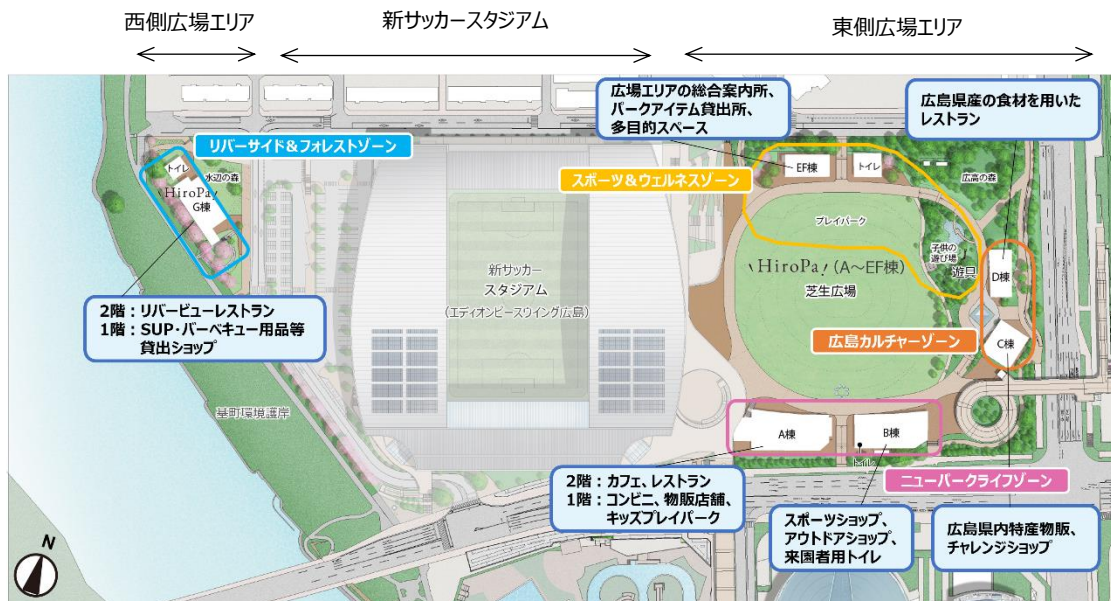 西側広場エリア
新サッカースタジアム
東側広場エリア
広場エリアの総合案内所、
パークアイテム貸出所、
多目的スペース
広島県産の食材を用いた
レストラン
リバーサイド&フォレストゾーン
トイレ
水辺の森
HiroPa!
G棟
スポーツ&ウェルネスゾーン
EF棟
トイレ
広島の森
プレイパーク
子供の
遊び場
遊具
HiroPa! (A~EF棟)
芝生広場
D棟
新サッカー
スタジアム
(エディオンピースウイング広島)
2階:リバービューレストラン
1階:SUP・バーベキュー用品等
貸出ショップ
広島カルチャーゾーン
C棟
基町環境護岸
A棟
B棟
トイレ
ニューパークライフゾーン
2階:カフェ、レストラン
1階:コンビニ、物販店舗、
キッズプレイパーク
スポーツショップ、
アウトドアショップ、
来園者用トイレ
広島県内特産物販、
チャレンジショップ
N